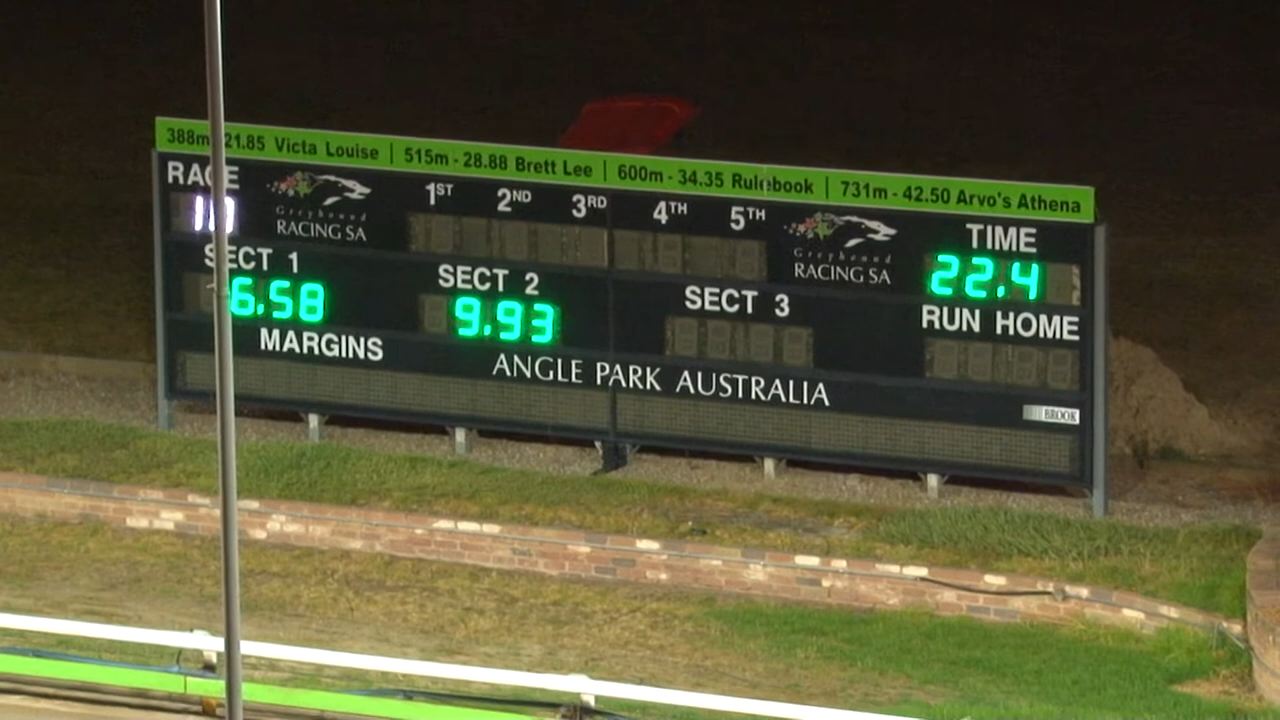 388m 21.85 Victa Louise | 515m - 28.88 Brett Lee | 600m - 34.35 Rulebook | 731m - 42.50 Arvo's Athena
RACE 1ST 2ND 3RD 4TH 5TH TIME
10 Greyhound RACING SA Greyhound RACING SA 22.4
SECT 1 SECT 2 SECT 3 RUN HOME
6.58 9.93
MARGINS ANGLE PARK AUSTRALIA
BROOK